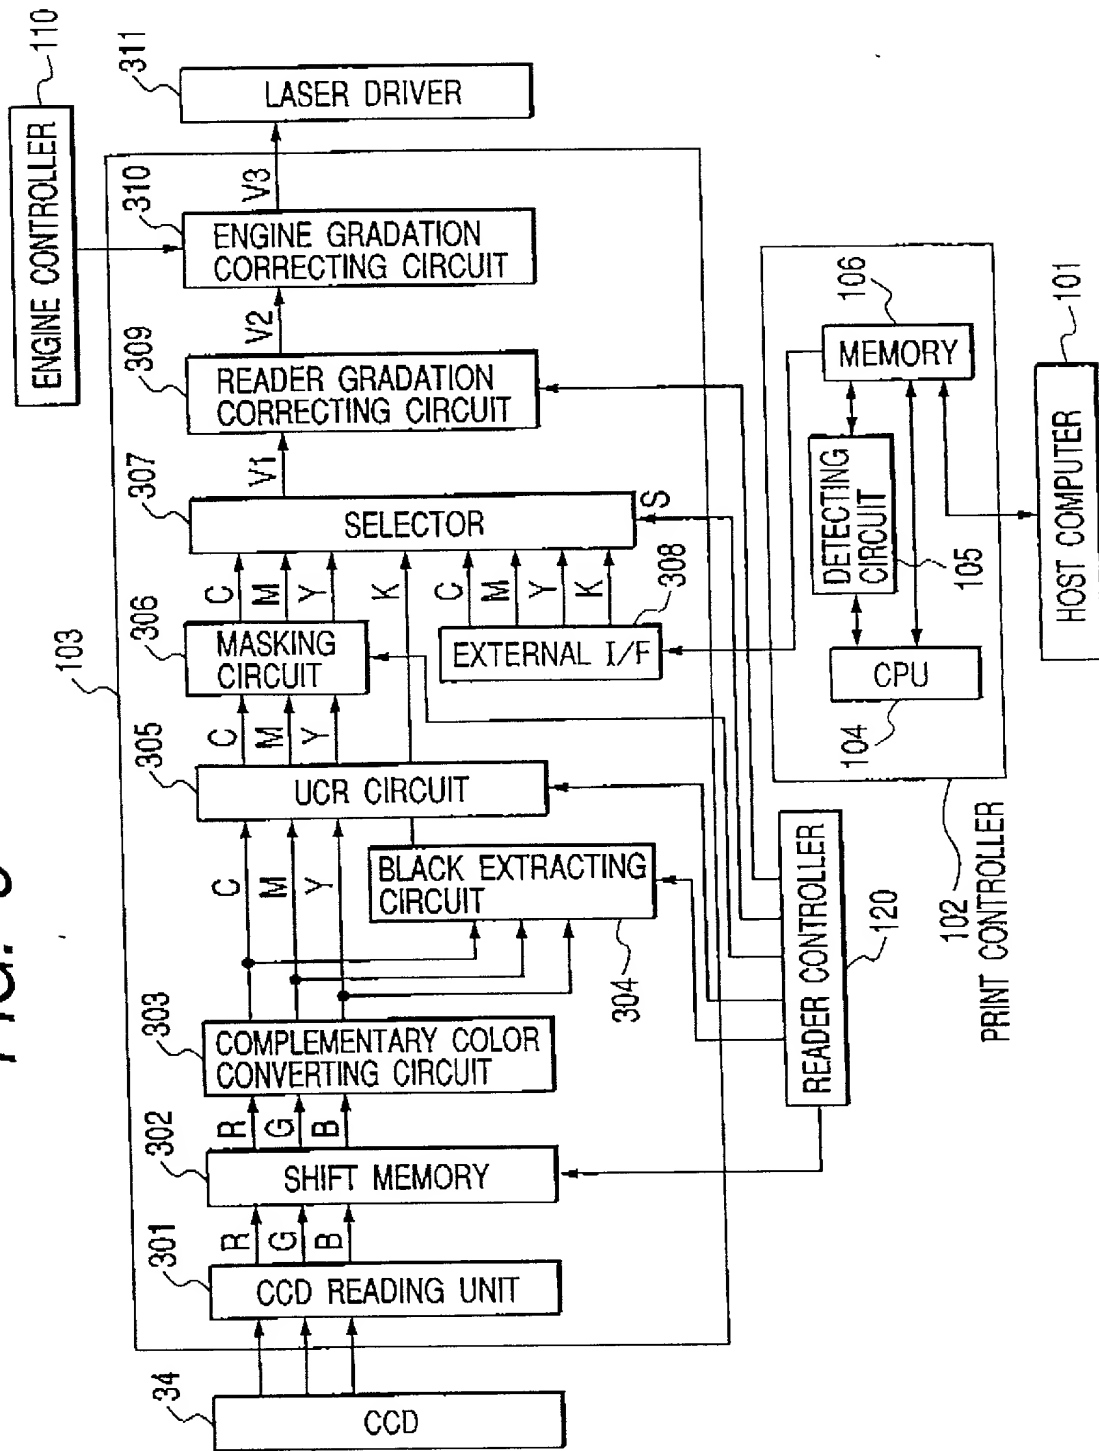 FIG.
34
CCD
103
301
CCD READING UNIT
R
G
B
302
SHIFT MEMORY
R
G
B
303
COMPLEMENTARY COLOR
CONVERTING CIRCUIT
C
M
Y
304
BLACK EXTRACTING
CIRCUIT
305
UCR CIRCUIT
C
M
Y
K
306
MASKING
CIRCUIT
C
M
Y
308
EXTERNAL I/F
C
M
Y
K
307
SELECTOR
S
V1
309
READER GRADATION
CORRECTING CIRCUIT
V2
310
ENGINE GRADATION
CORRECTING CIRCUIT
V3
311
LASER DRIVER
ENGINE CONTROLLER
110
READER CONTROLLER
120
102
PRINT CONTROLLER
104
CPU
DETECTING
CIRCUIT
105
106
MEMORY
HOST COMPUTER
101